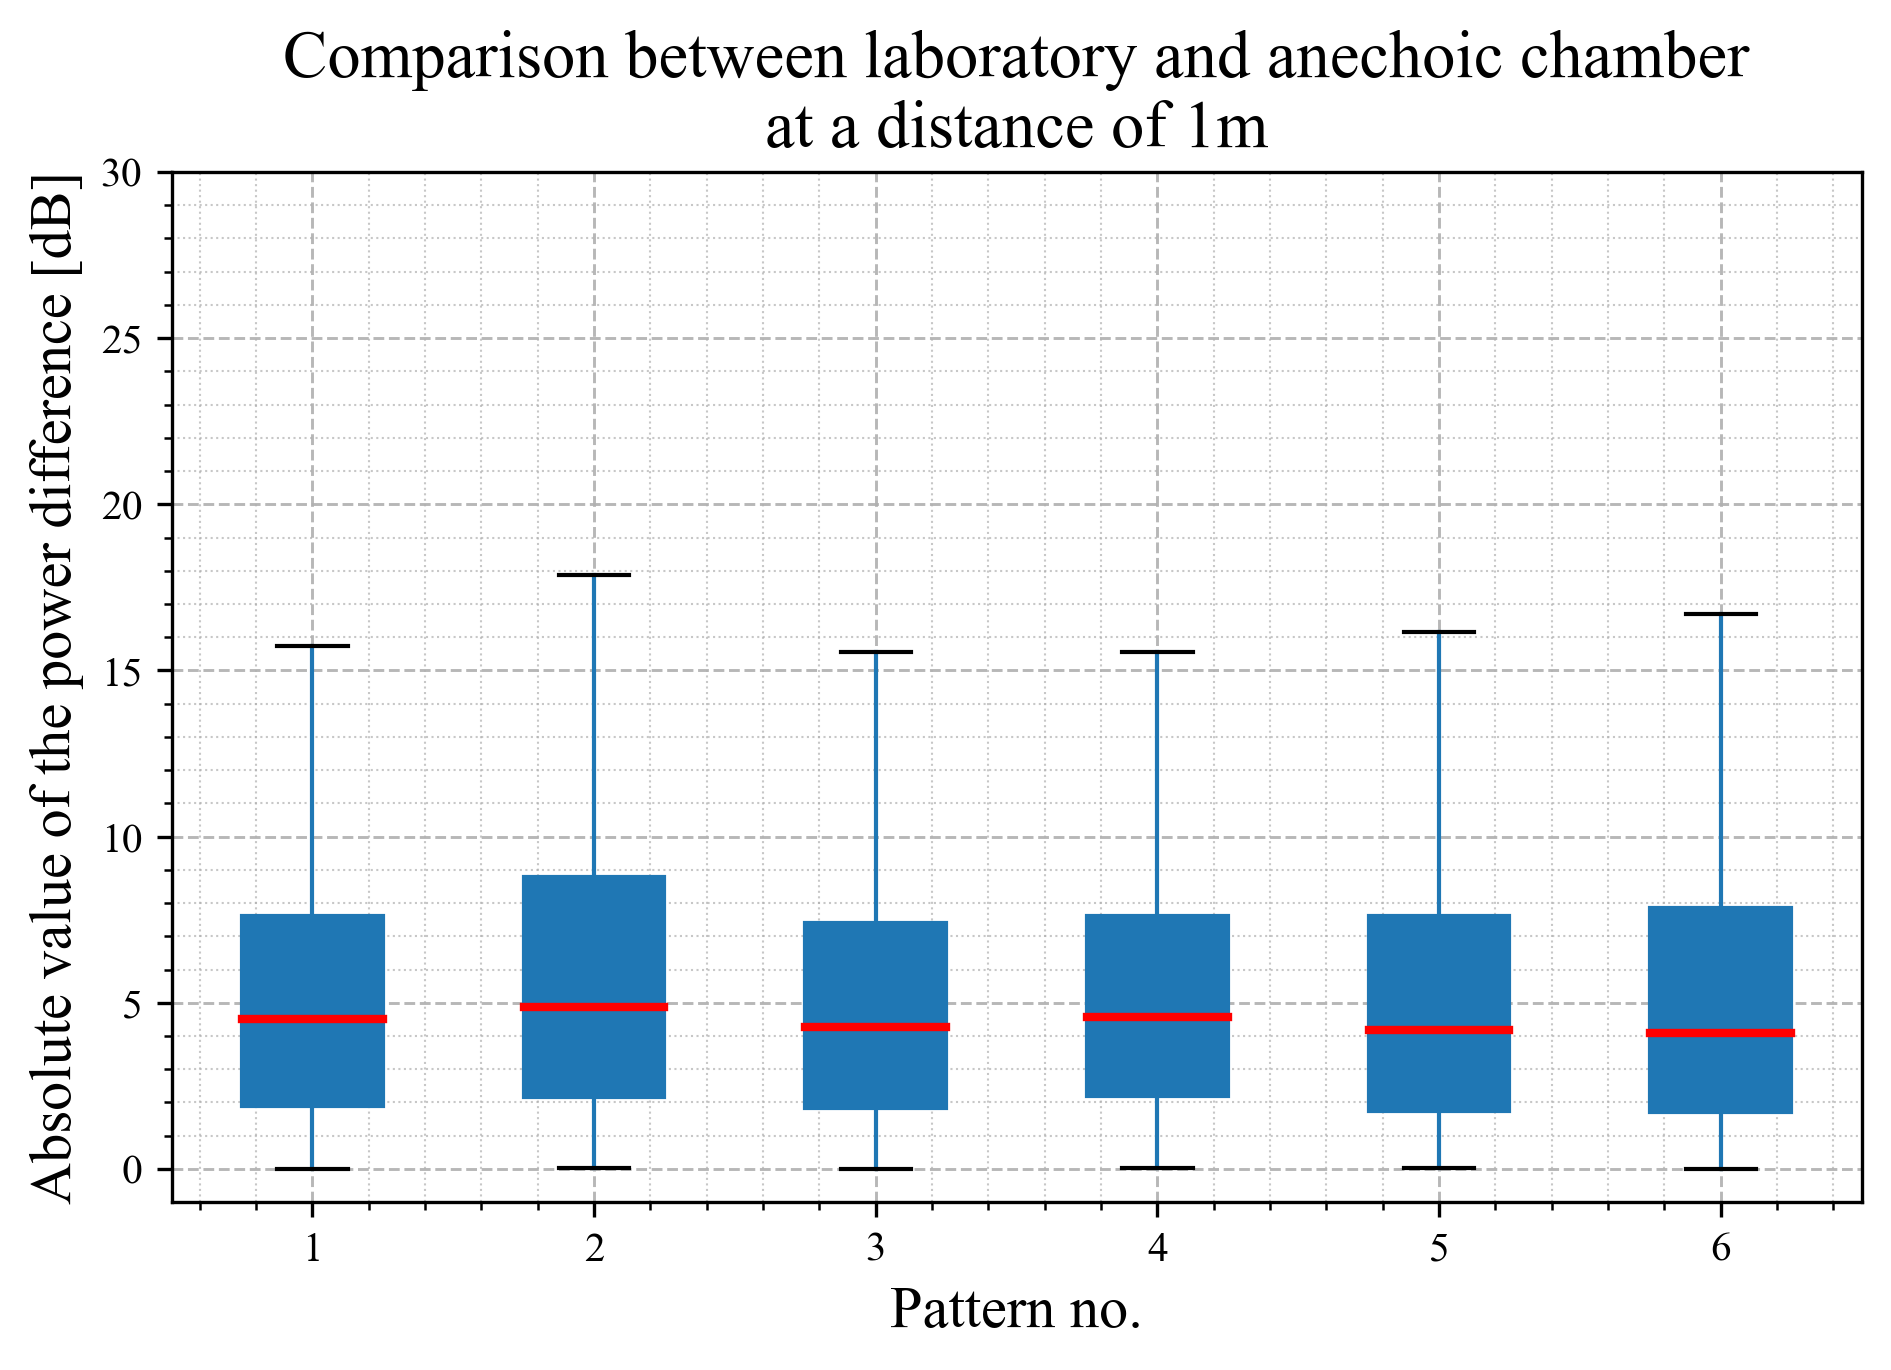 Comparison between laboratory and anechoic chamber
at a distance of 1m
Absolute value of the power difference [dB]
30
25
20
15
10
5
0
1 2 3 4 5 6
Pattern no.